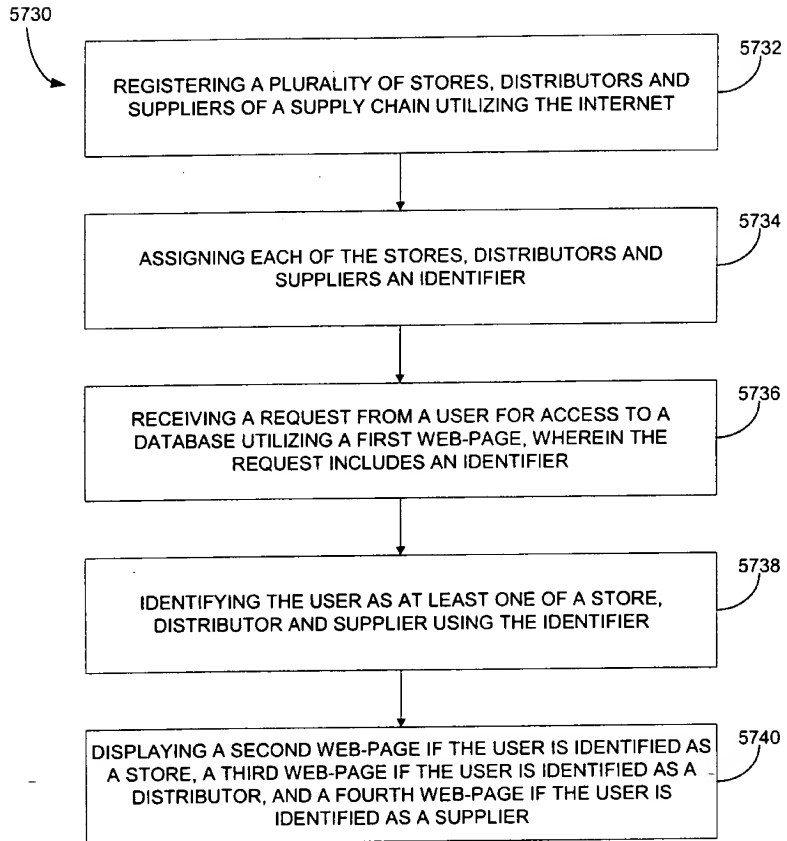 5730
5732
REGISTERING A PLURALITY OF STORES, DISTRIBUTORS AND
SUPPLIERS OF A SUPPLY CHAIN UTILIZING THE INTERNET
5734
ASSIGNING EACH OF THE STORES, DISTRIBUTORS AND
SUPPLIERS AN IDENTIFIER
5736
RECEIVING A REQUEST FROM A USER FOR ACCESS TO A
DATABASE UTILIZING A FIRST WEB-PAGE, WHEREIN THE
REQUEST INCLUDES AN IDENTIFIER
5738
IDENTIFYING THE USER AS AT LEAST ONE OF A STORE,
DISTRIBUTOR AND SUPPLIER USING THE IDENTIFIER
5740
DISPLAYING A SECOND WEB-PAGE IF THE USER IS IDENTIFIED AS
A STORE, A THIRD WEB-PAGE IF THE USER IS IDENTIFIED AS A
DISTRIBUTOR, AND A FOURTH WEB-PAGE IF THE USER IS
IDENTIFIED AS A SUPPLIER